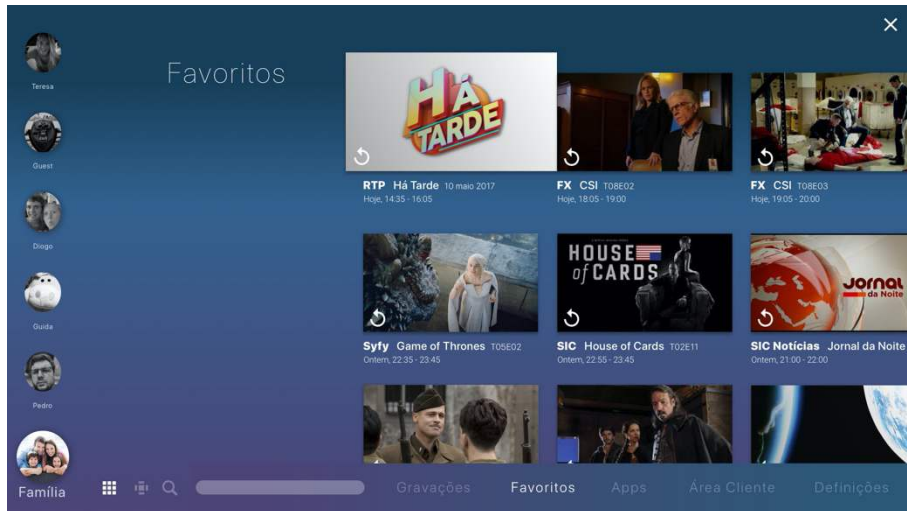 Teresa
Guest
Diogo
Guida
Pedro
Família
Favoritos
HÁ
TARDE
RTP Há Tarde 10 maio 2017
Hoje, 14:35 - 16:05
FX CSI T08E02
Hoje, 18:05 - 19:00
FX CSI T08E03
Hoje, 19:05 - 20:00
HOUSE
of CARDS
Jornal
da Noite
Syfy Game of Thrones T05E02
Ontem, 22:35 - 23:45
SIC House of Cards T02E11
Ontem, 22:55 - 23:45
SIC Notícias Jornal da Noite
Ontem, 21:00 - 22:00
Gravações Favoritos Apps Área Cliente Definições